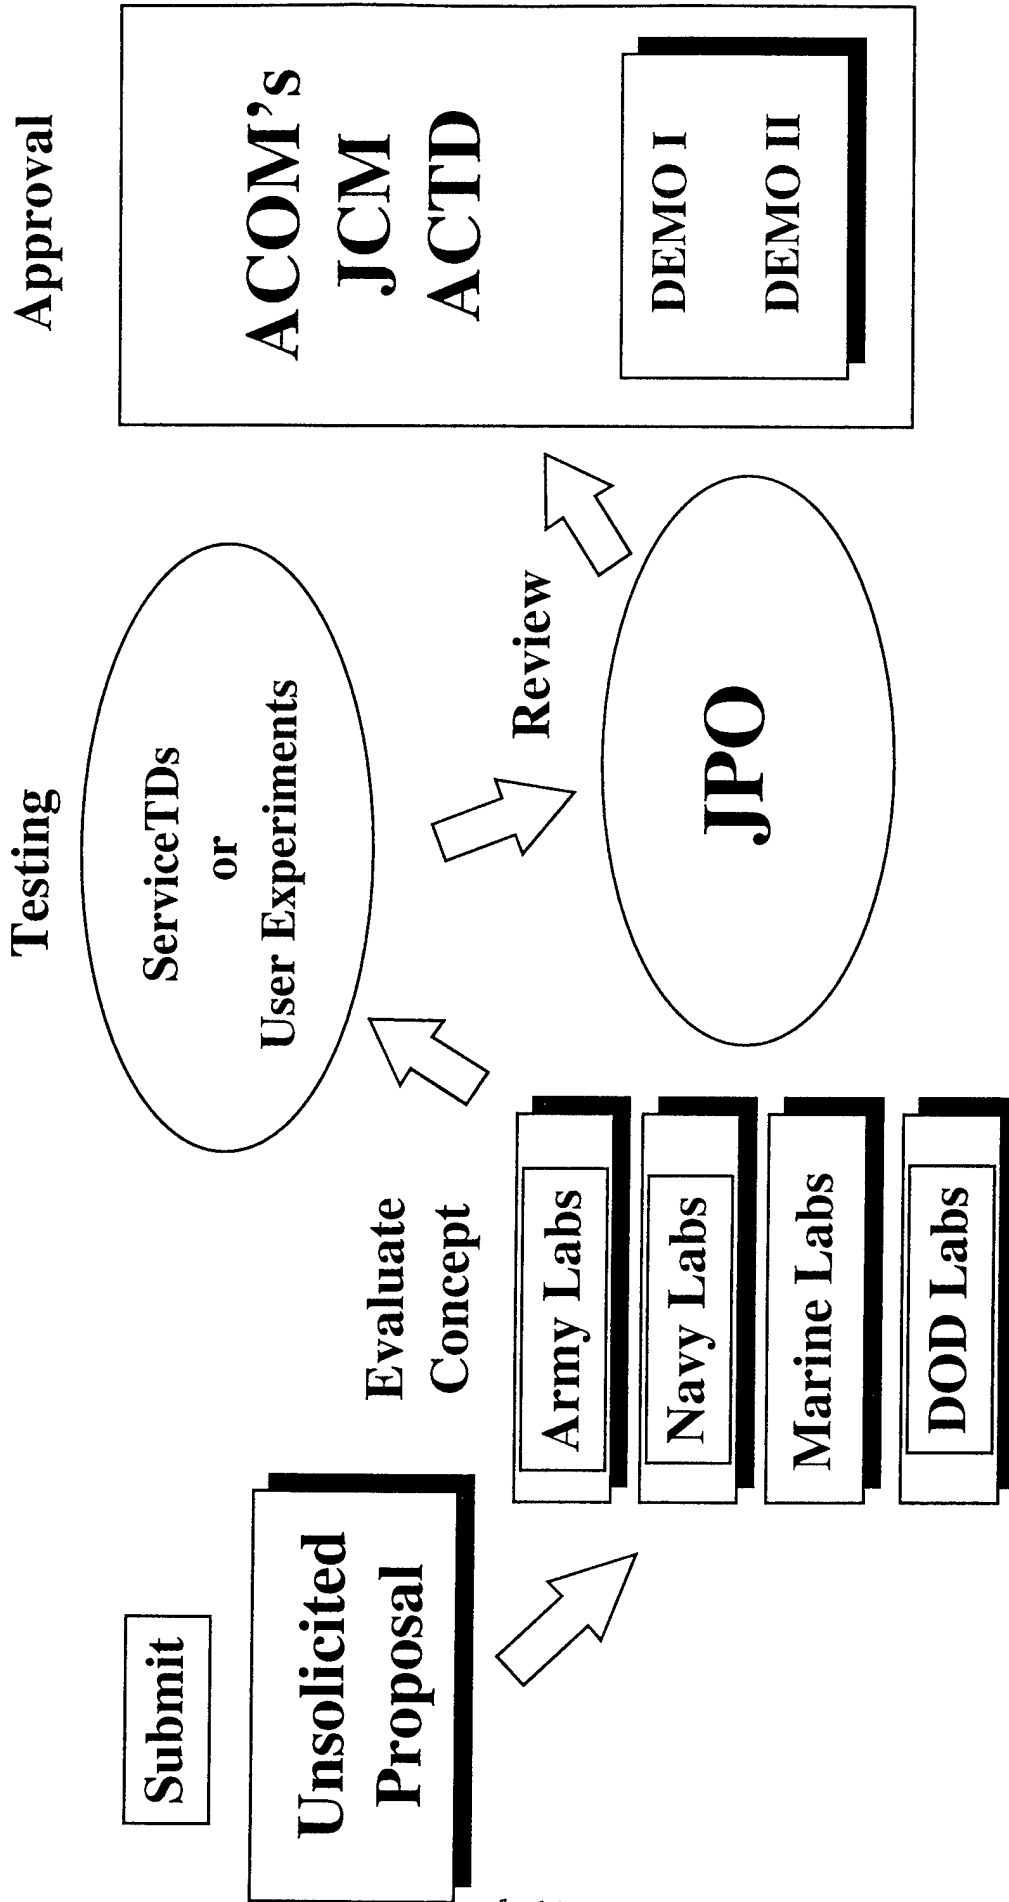 Submit
Unsolicited
Proposal
Evaluate
Concept
Army Labs
Navy Labs
Marine Labs
DOD Labs
Testing
ServiceTDs
or
User Experiments
Review
JPO
Approval
ACOM's
JCM
ACTD
DEMO I
DEMO II